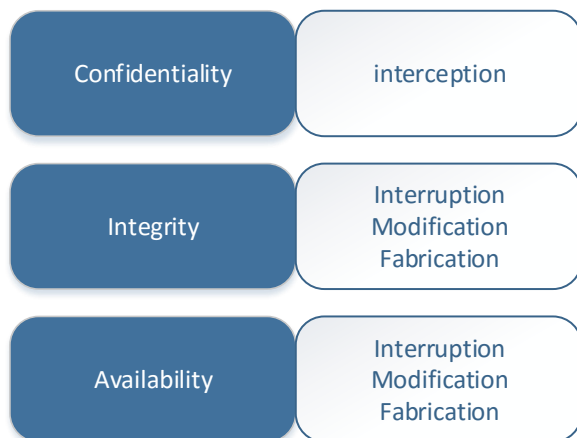 Confidentiality
interception
Integrity
Interruption
Modification
Fabrication
Availability
Interruption
Modification
Fabrication